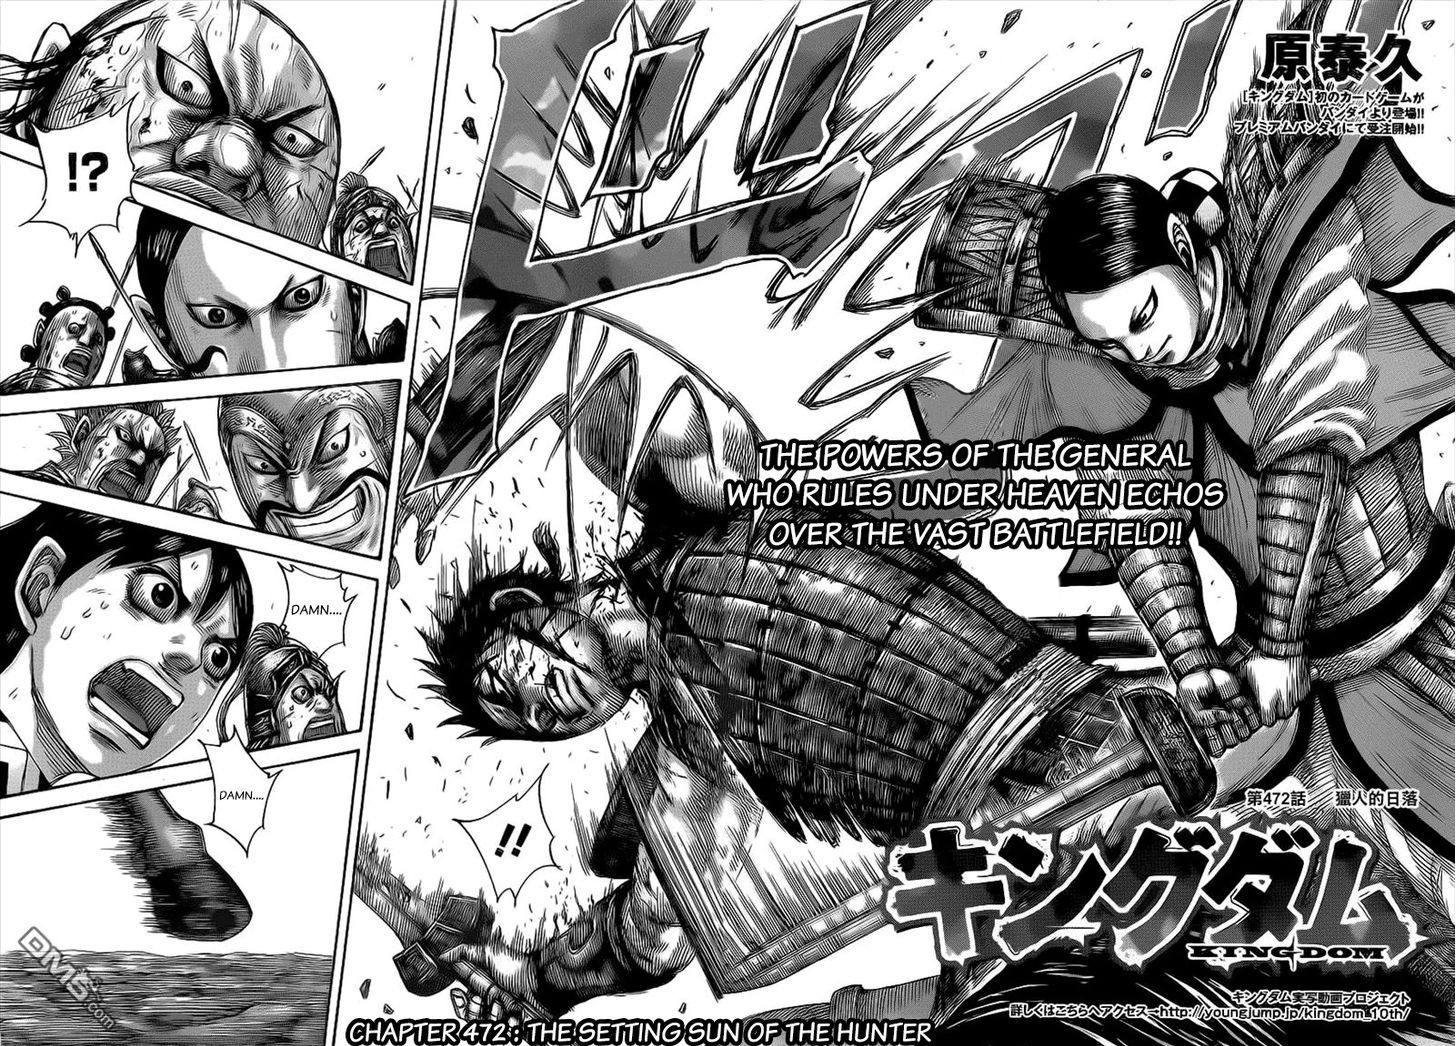 原泰久
[キングダム]初のカードゲームが
バンダイより登場!!
プレミアムバンダイにて受注開始!!
THE POWERS OF THE GENERAL
WHO RULES UNDER HEAVEN ECHOS
OVER THE VAST BATTLEFIELD!!
!!
第472話 獵人的日落
キングダム
KINGDOM
キングダム実写動画プロジェクト
詳しくはこちらへアクセス→http://youngjump.jp/kingdom_10th/
CHAPTER 472 : THE SETTING SUN OF THE HUNTER
!?
DAMN....
DAMN....